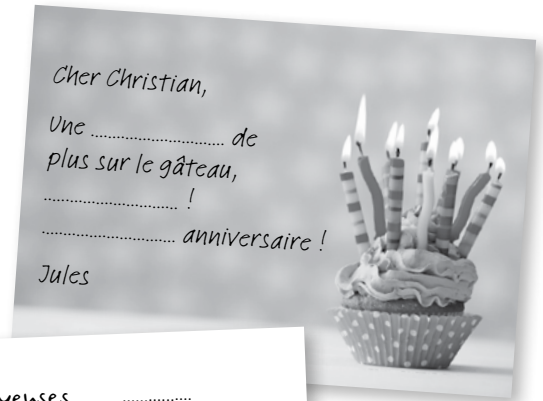 Cher Christian,
Une ............................ de
plus sur le gâteau,
............................ !
............................ anniversaire !
Jules